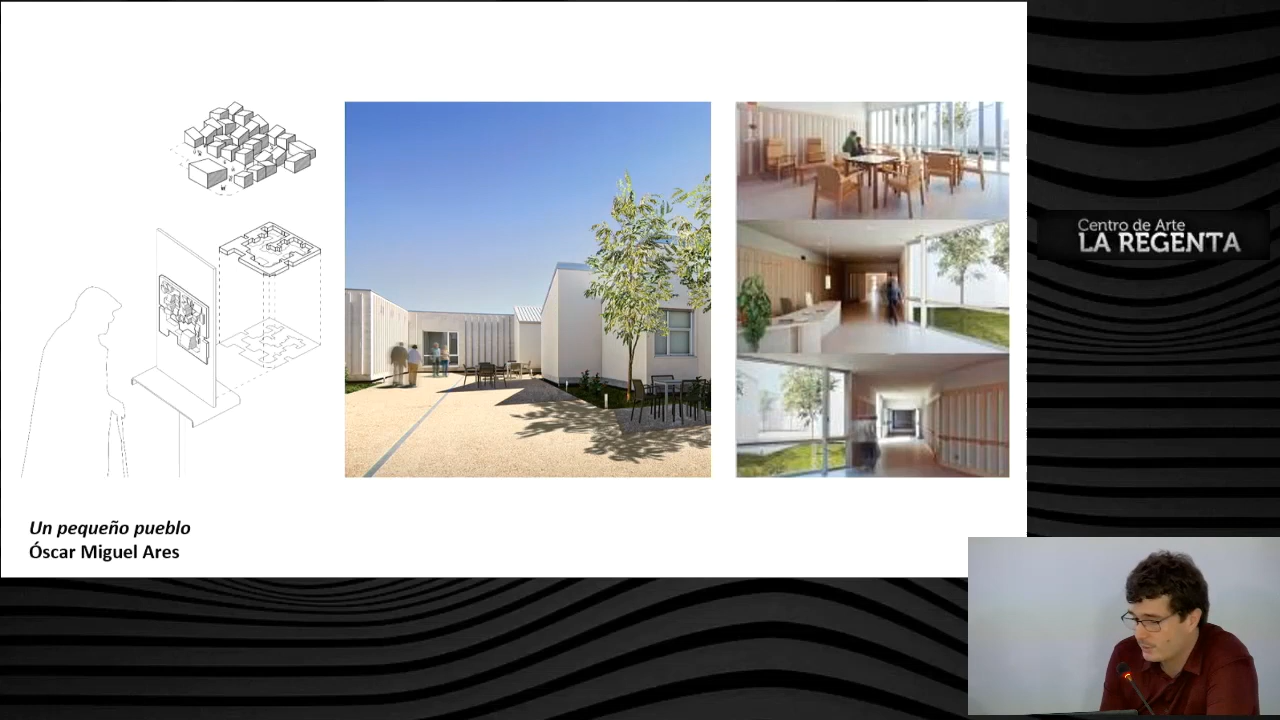 Centro de Arte
LA REGENTA
Un pequeño pueblo
Óscar Miguel Ares